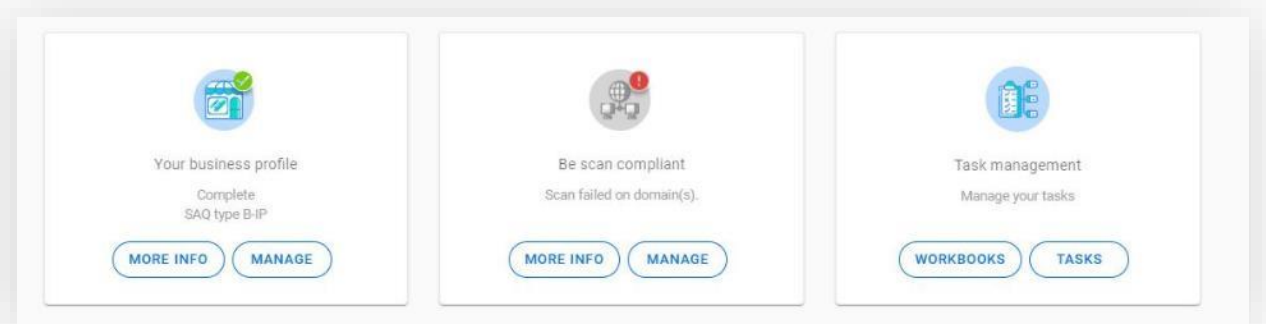 Your business profile
Complete
SAQ type B-IP
MORE INFO
MANAGE
Be scan compliant
Scan failed on domain(s).
MORE INFO
MANAGE
Task management
Manage your tasks
WORKBOOKS
TASKS